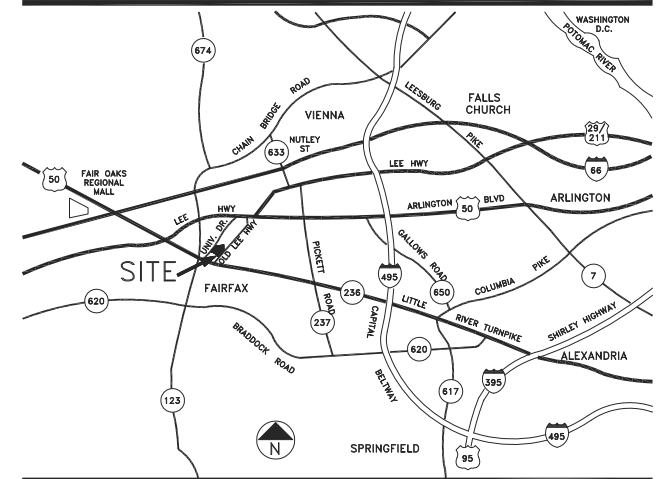 WASHINGTON
D.C.
POTOMAC RIVER
674
CHAIN BRIDGE ROAD
LEESBURG PIKE
FALLS
CHURCH
VIENNA
NUTLEY
ST
633
29/
211
66
50
FAIR OAKS
REGIONAL
MALL
LEE HWY
LEE HWY
ARLINGTON 50 BLVD
ARLINGTON
UNIV. DR.
OLD LEE HWY
SITE
FAIRFAX
PICKETT ROAD
GALLOWS ROAD
495
650
COLUMBIA PIKE
7
620
236
LITTLE RIVER TURNPIKE
237
CAPITAL BELTWAY
SHIRLEY HIGHWAY
BRADDOCK ROAD
620
ALEXANDRIA
395
617
123
N
SPRINGFIELD
495
95